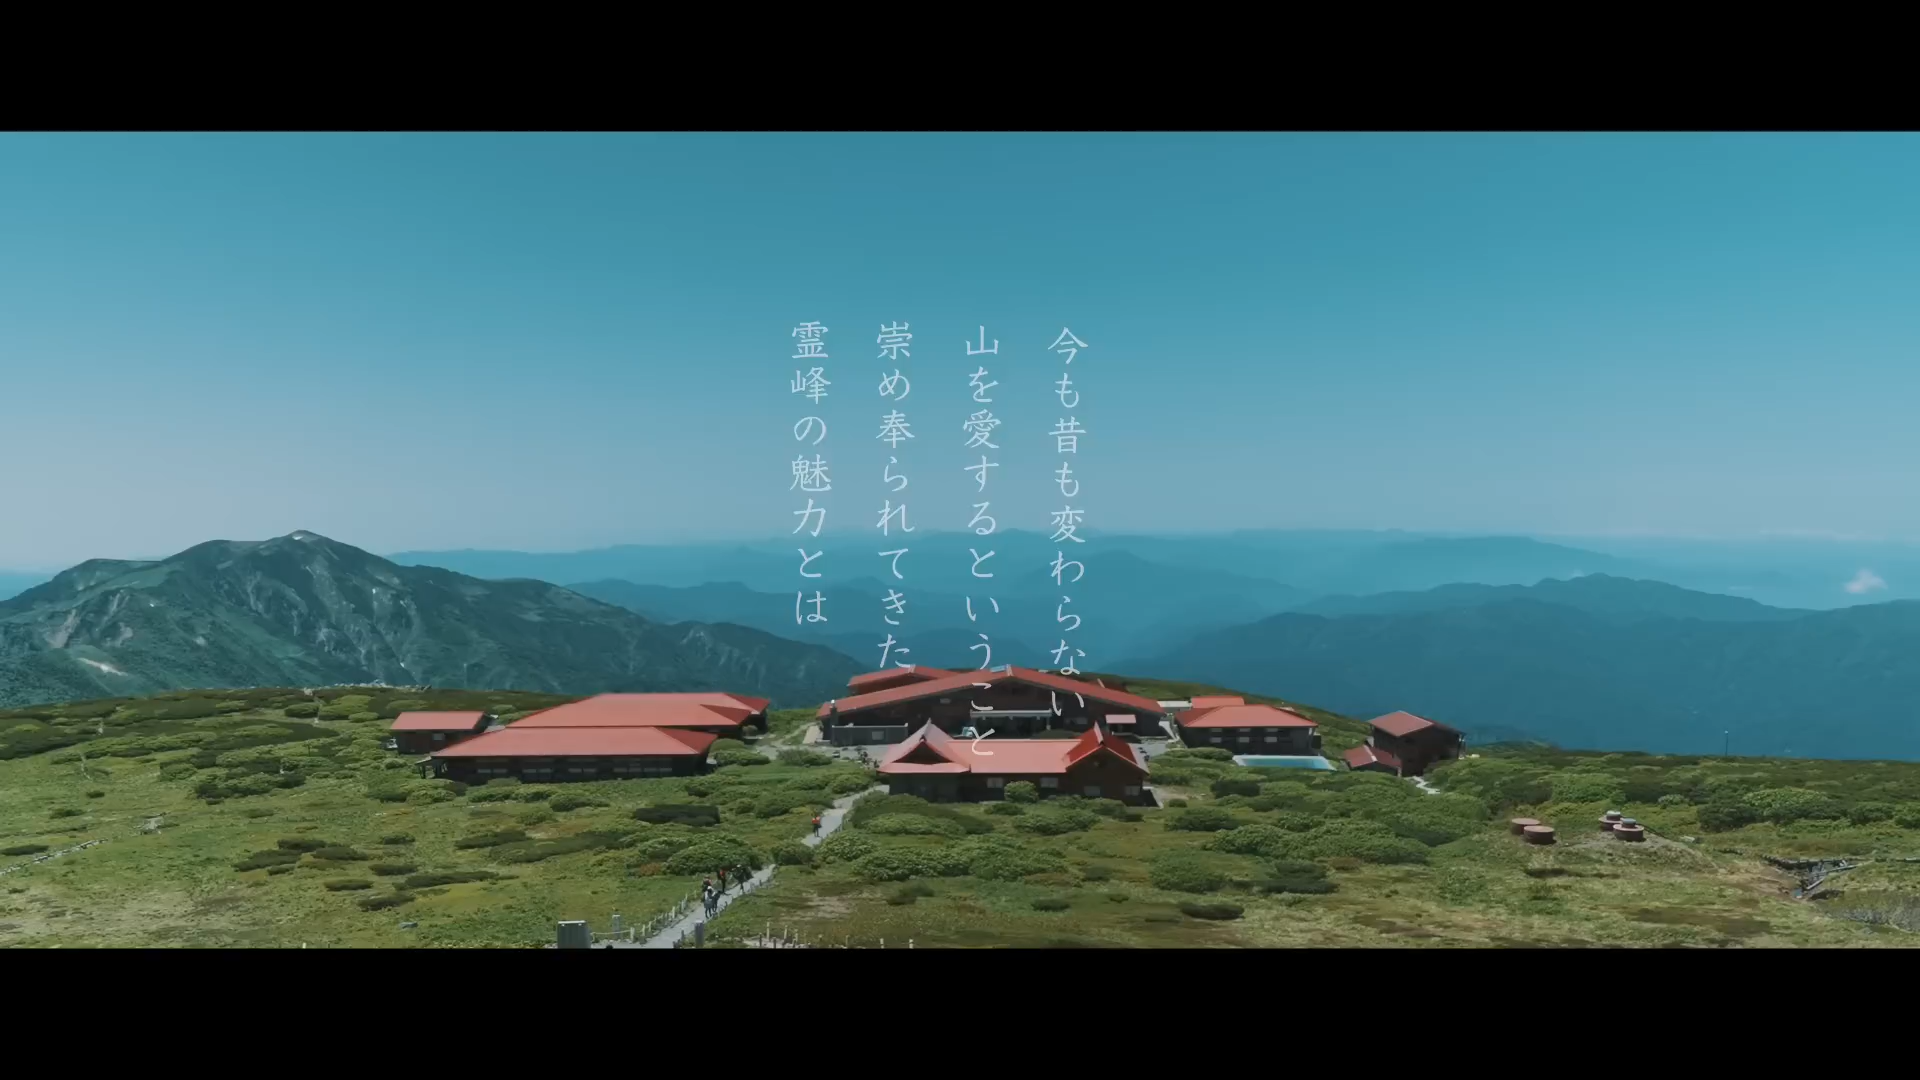 今も昔も変わらない
山を愛するということ
崇め奉られてきた
霊峰の魅力とは